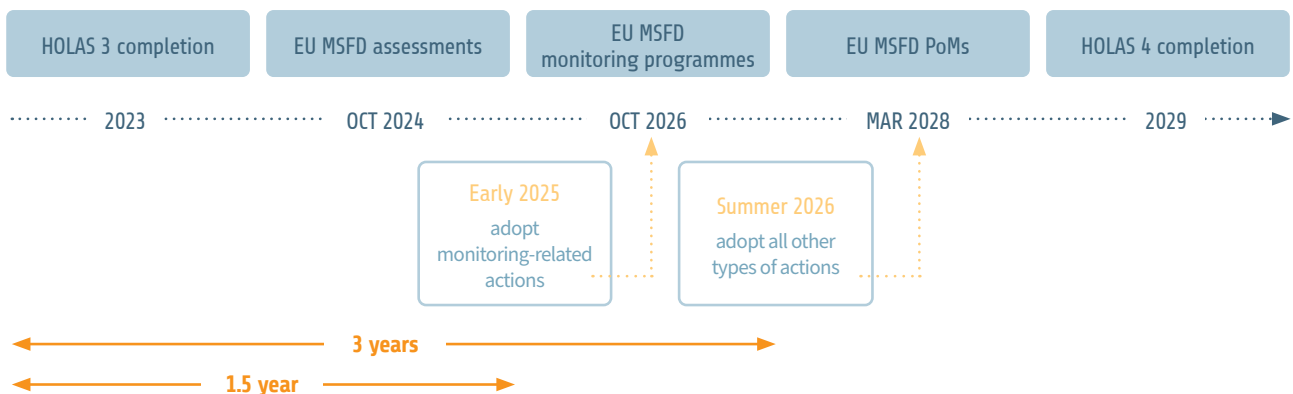 HOLAS 3 completion
EU MSFD assessments
EU MSFD
monitoring programmes
EU MSFD PoMs
HOLAS 4 completion
2023
OCT 2024
OCT 2026
MAR 2028
2029
Early 2025
adopt
monitoring-related
actions
Summer 2026
adopt all other
types of actions
3 years
1.5 year